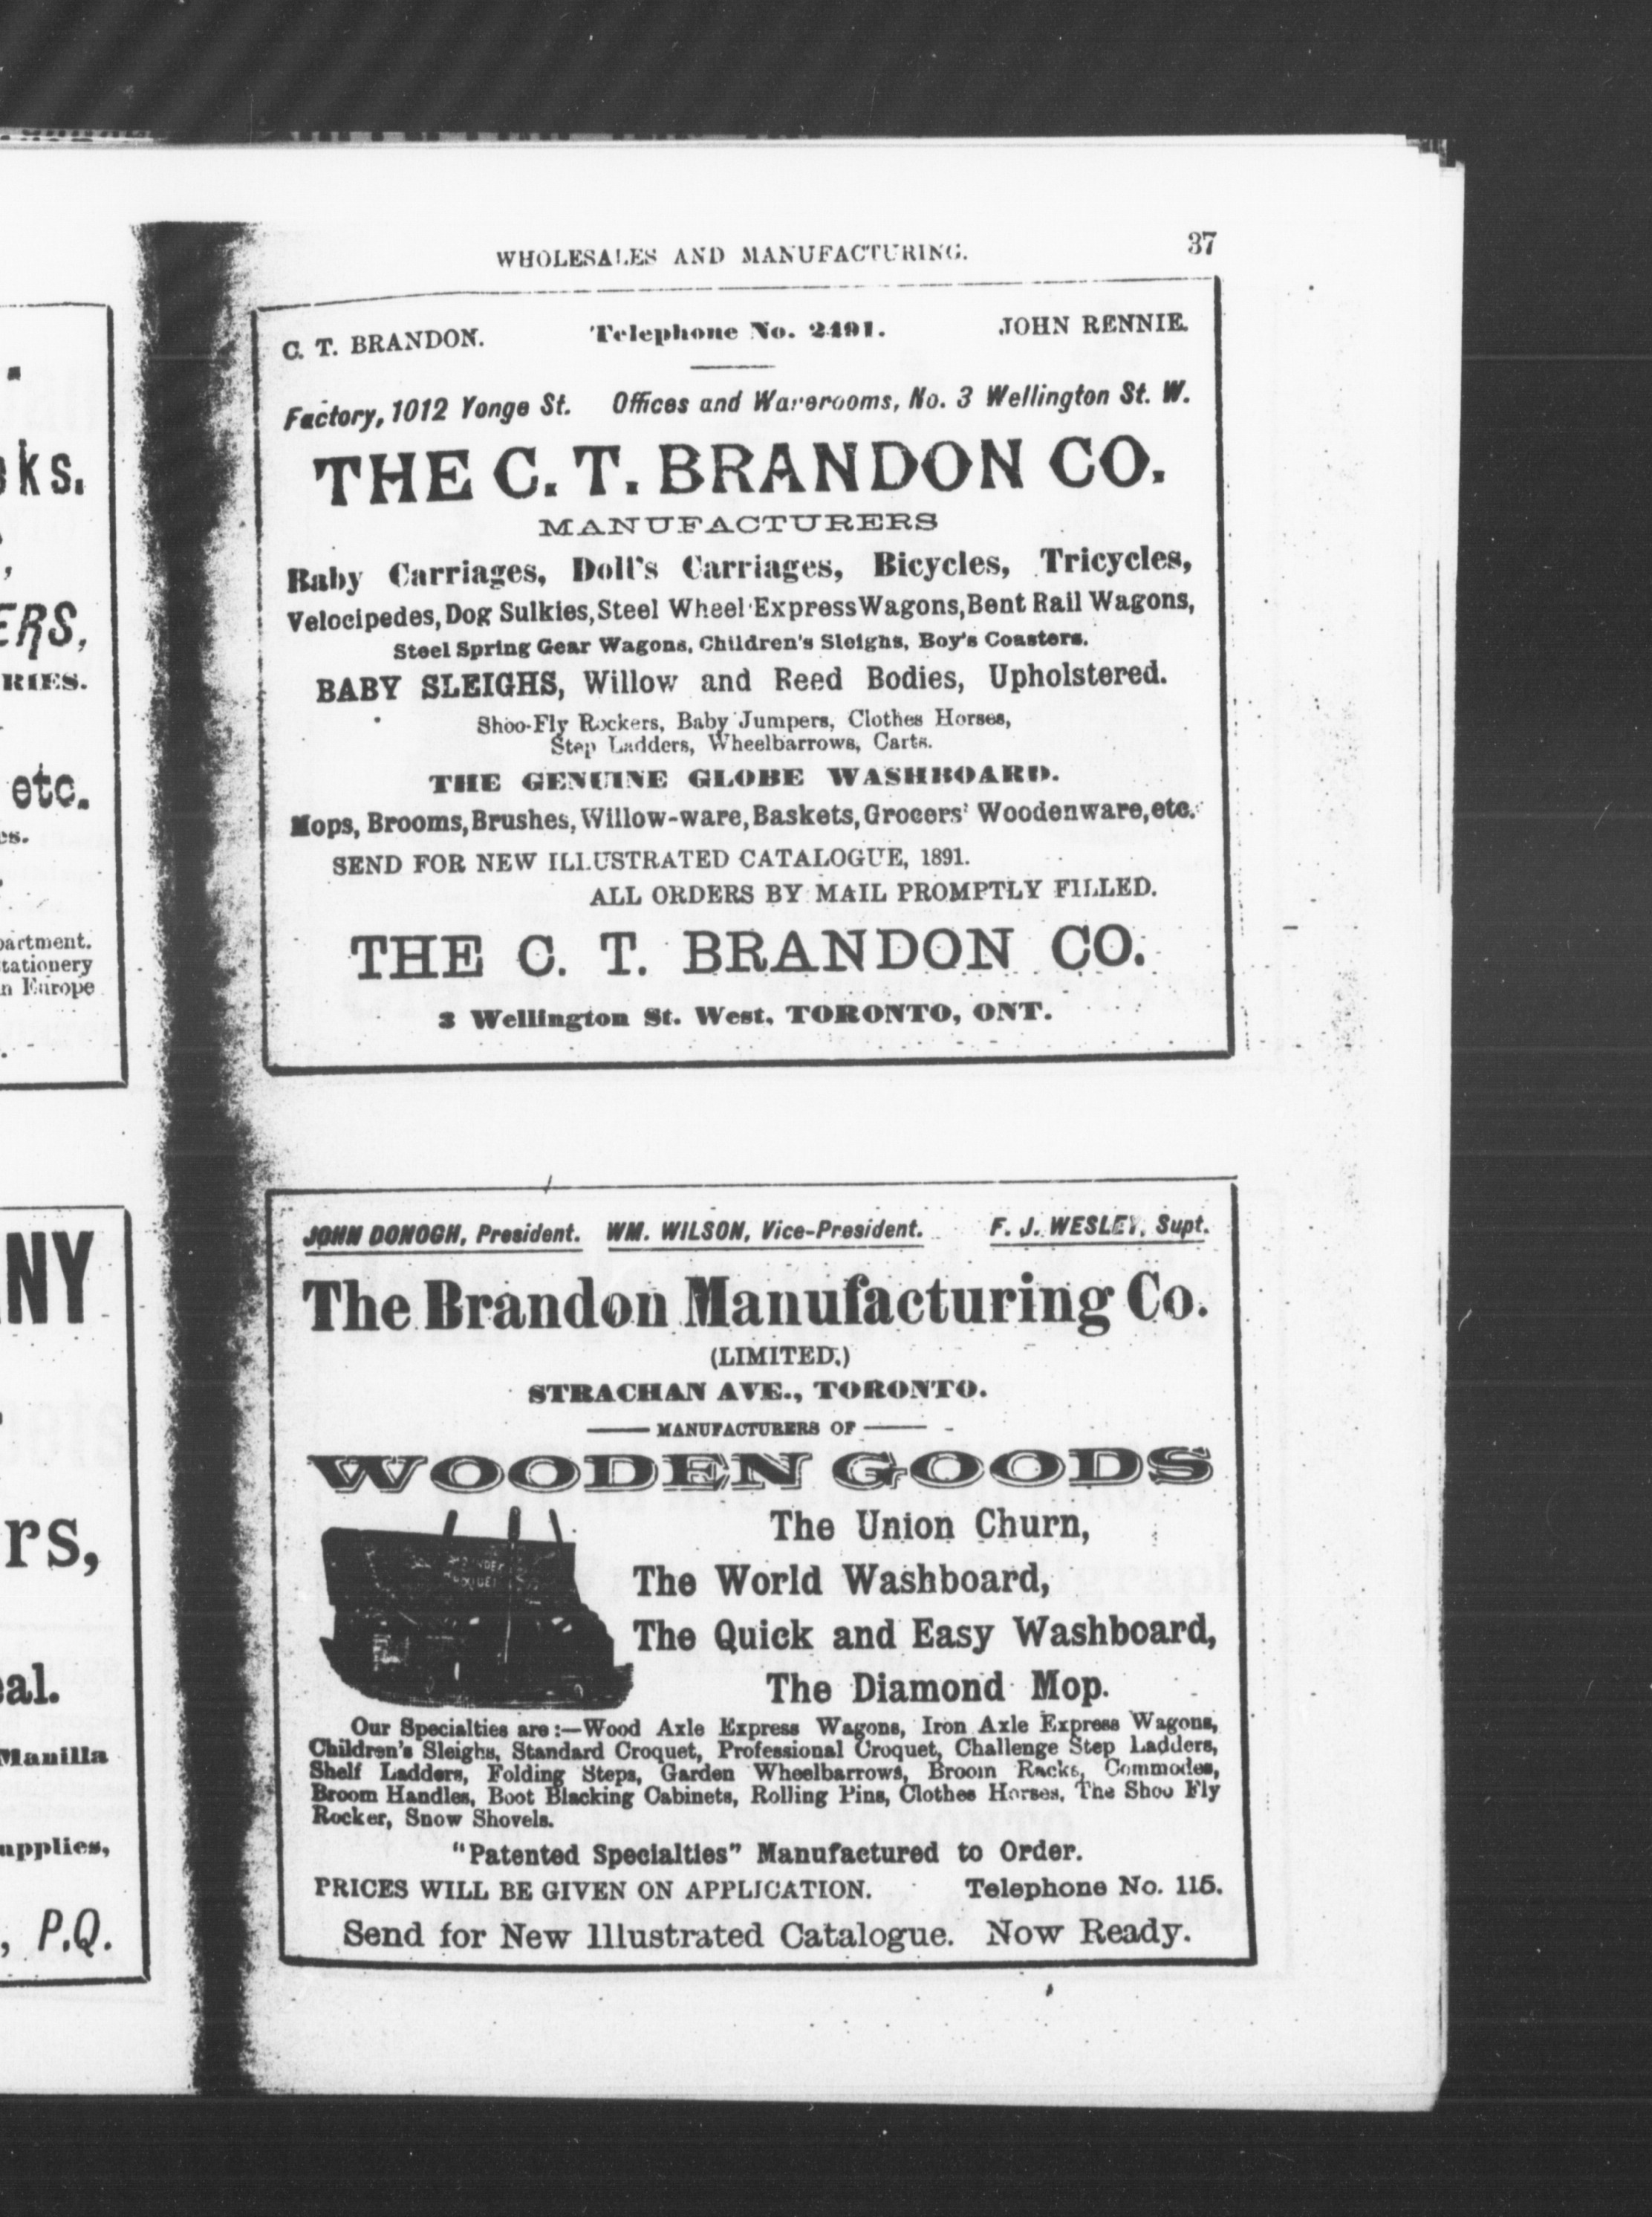 WHOLESALES AND MANUFACTURING. 37
C. T. BRANDON. Telephone No. 2491. JOHN RENNIE.
Factory, 1012 Yonge St. Offices and Warerooms, No. 3 Wellington St. W.
THE C. T. BRANDON CO.
MANUFACTURERS
Baby Carriages, Doll's Carriages, Bicycles, Tricycles,
Velocipedes, Dog Sulkies, Steel Wheel Express Wagons, Bent Rail Wagons,
Steel Spring Gear Wagons, Children's Sleighs, Boy's Coasters.
BABY SLEIGHS, Willow and Reed Bodies, Upholstered.
Shoo-Fly Rockers, Baby Jumpers, Clothes Horses,
Step Ladders, Wheelbarrows, Carts.
THE GENUINE GLOBE WASHBOARD.
Mops, Brooms, Brushes, Willow-ware, Baskets, Grocers' Woodenware, etc.
SEND FOR NEW ILLUSTRATED CATALOGUE, 1891.
ALL ORDERS BY MAIL PROMPTLY FILLED.
THE C. T. BRANDON CO.
3 Wellington St. West, TORONTO, ONT.
JOHN DONOGH, President. WM. WILSON, Vice-President. F. J. WESLEY, Supt.
The Brandon Manufacturing Co.
(LIMITED.)
STRACHAN AVE., TORONTO.
MANUFACTURERS OF
WOODEN GOODS
The Union Churn,
The World Washboard,
The Quick and Easy Washboard,
The Diamond Mop.
Our Specialties are:—Wood Axle Express Wagons, Iron Axle Express Wagons,
Children's Sleighs, Standard Croquet, Professional Croquet, Challenge Step Ladders,
Shelf Ladders, Folding Steps, Garden Wheelbarrows, Broom Racks, Commodes,
Broom Handles, Boot Blacking Cabinets, Rolling Pins, Clothes Horses, The Shoo Fly
Rocker, Snow Shovels.
"Patented Specialties" Manufactured to Order.
PRICES WILL BE GIVEN ON APPLICATION. Telephone No. 115.
Send for New Illustrated Catalogue. Now Ready.
ks.
ERS,
RIES.
etc.
es.
partment.
tationery
n Europe
NY
rs,
eal.
Manilla
upplies,
, P.Q.